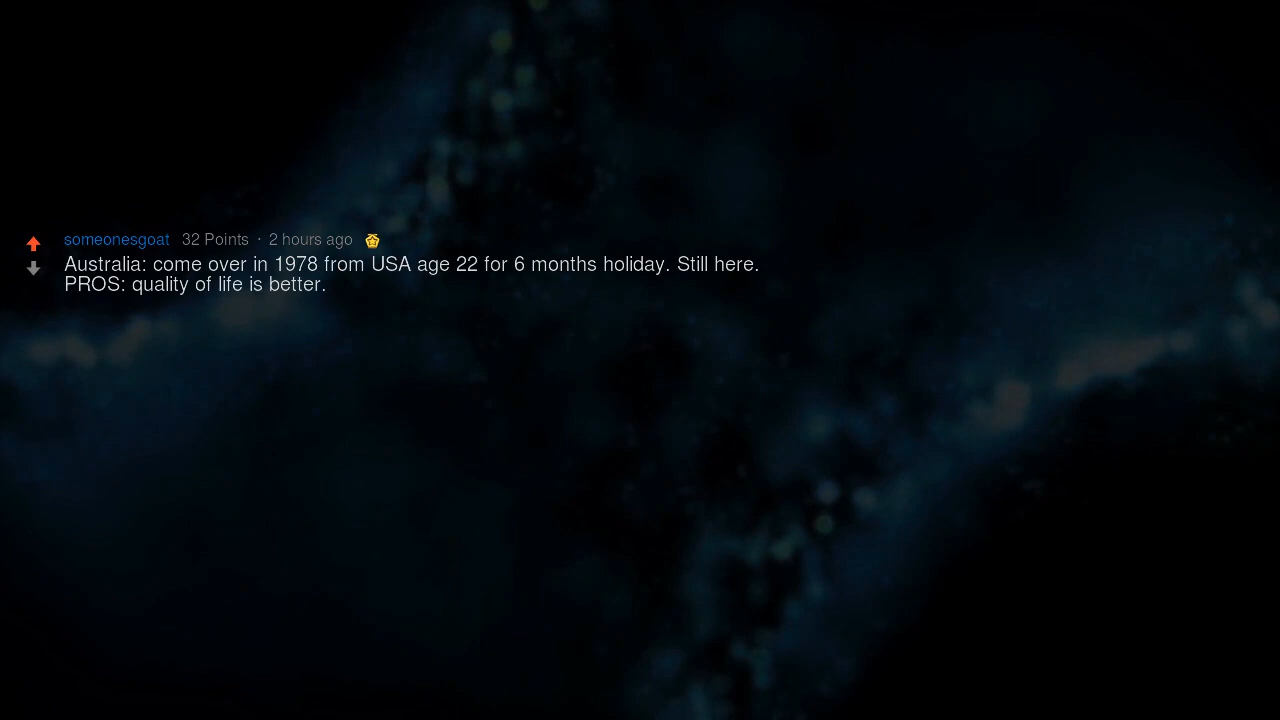 someonesgoat 32 Points · 2 hours ago
Australia: come over in 1978 from USA age 22 for 6 months holiday. Still here.
PROS: quality of life is better.